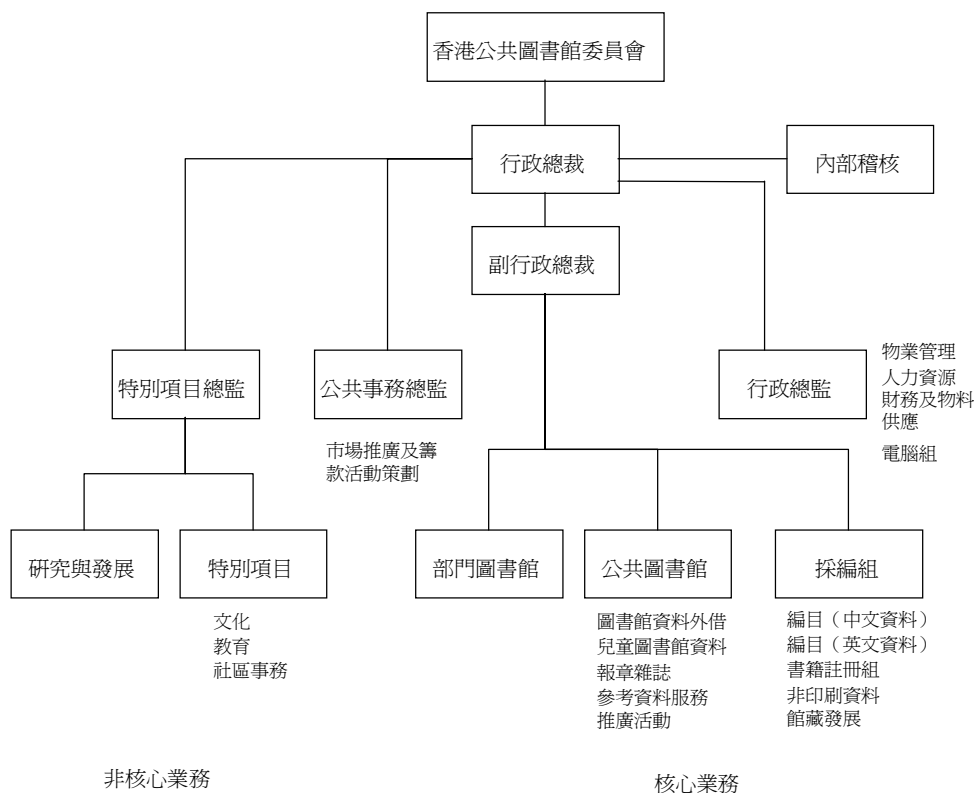 香港公共圖書館委員會
行政總裁
內部稽核
副行政總裁
特別項目總監
公共事務總監
行政總監
物業管理
人力資源
財務及物料
供應
電腦組
市場推廣及籌
款活動策劃
研究與發展
特別項目
部門圖書館
公共圖書館
採編組
文化
教育
社區事務
圖書館資料外借
兒童圖書館資料
報章雜誌
參考資料服務
推廣活動
編目（中文資料）
編目（英文資料）
書籍註冊組
非印刷資料
館藏發展
非核心業務
核心業務